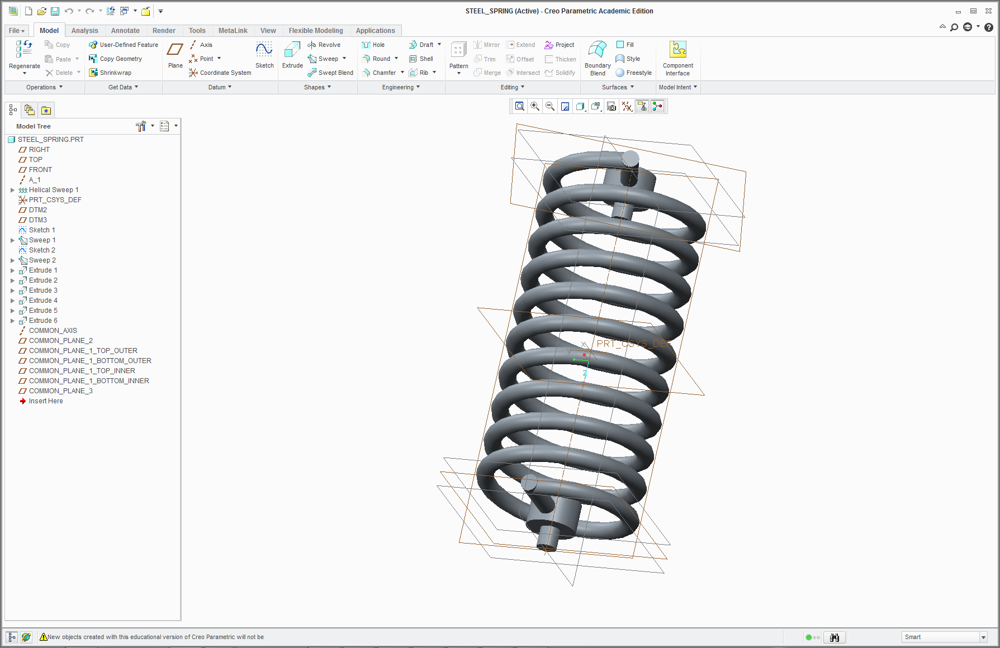 STEEL_SPRING (Active) - Creo Parametric Academic Edition
File Model Analysis Annotate Render Tools MetaLink View Flexible Modeling Applications
Regenerate
Copy
Paste
Delete
User-Defined Feature
Copy Geometry
Shrinkwrap
Plane
Axis
Point
Coordinate System
Sketch
Extrude
Revolve
Sweep
Swept Blend
Hole
Round
Chamfer
Draft
Shell
Rib
Pattern
Mirror
Trim
Merge
Extend
Offset
Intersect
Project
Thicken
Solidify
Boundary
Blend
Fill
Style
Freestyle
Component
Interface
Operations Get Data Datum Shapes Engineering Editing Surfaces Model Intent
Model Tree
STEEL_SPRING.PRT
RIGHT
TOP
FRONT
A_1
Helical Sweep 1
PRT_CSYS_DEF
DTM2
DTM3
Sketch 1
Sweep 1
Sketch 2
Sweep 2
Extrude 1
Extrude 2
Extrude 3
Extrude 4
Extrude 5
Extrude 6
COMMON_AXIS
COMMON_PLANE_2
COMMON_PLANE_1_TOP_OUTER
COMMON_PLANE_1_BOTTOM_OUTER
COMMON_PLANE_1_TOP_INNER
COMMON_PLANE_1_BOTTOM_INNER
COMMON_PLANE_3
Insert Here
X PRT_CSYS_DEF
Y
Z
New objects created with this educational version of Creo Parametric will not be
Smart